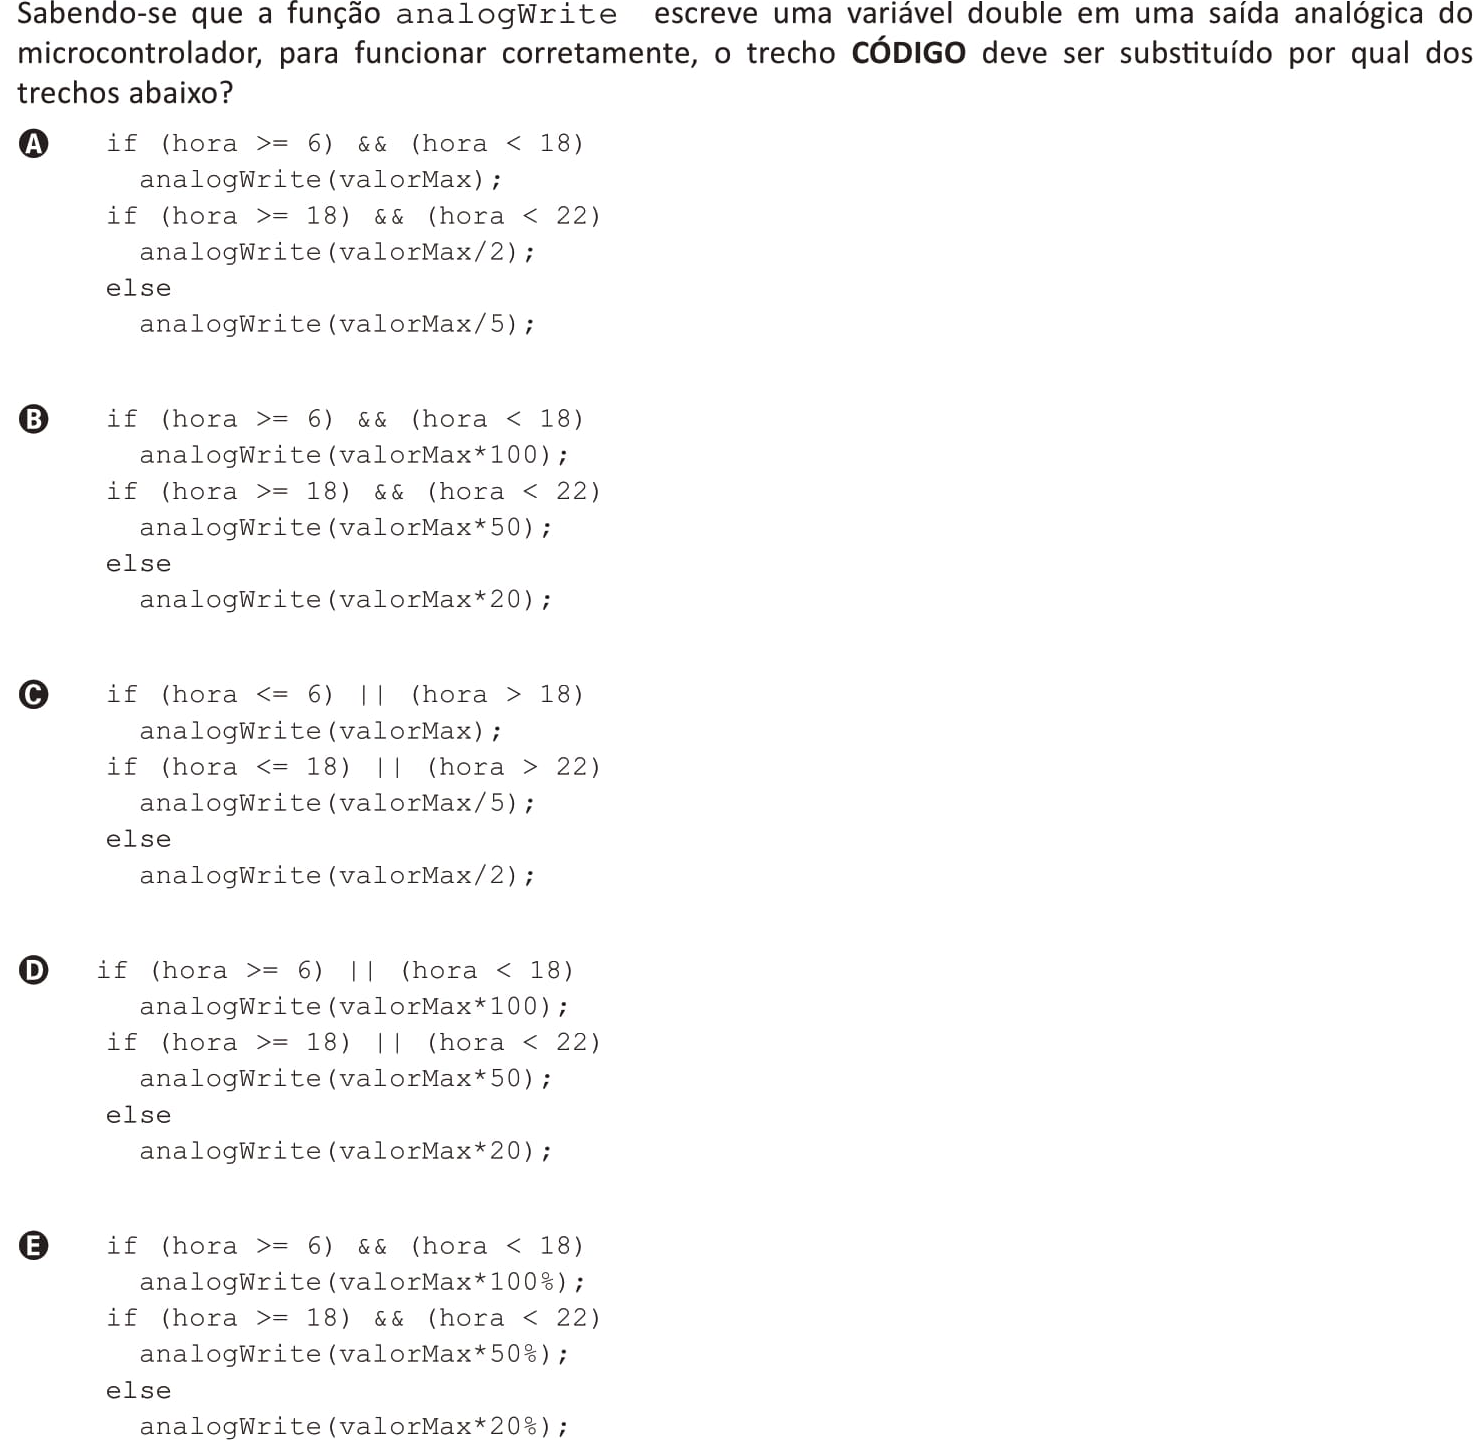 Sabendo-se que a função analogWrite escreve uma variável double em uma saída analógica do
microcontrolador, para funcionar corretamente, o trecho CÓDIGO deve ser substituído por qual dos
trechos abaixo?
A if (hora >= 6) && (hora < 18)
analogWrite(valorMax);
if (hora >= 18) && (hora < 22)
analogWrite(valorMax/2);
else
analogWrite(valorMax/5);
B if (hora >= 6) && (hora < 18)
analogWrite(valorMax*100);
if (hora >= 18) && (hora < 22)
analogWrite(valorMax*50);
else
analogWrite(valorMax*20);
C if (hora <= 6) || (hora > 18)
analogWrite(valorMax);
if (hora <= 18) || (hora > 22)
analogWrite(valorMax/5);
else
analogWrite(valorMax/2);
D if (hora >= 6) || (hora < 18)
analogWrite(valorMax*100);
if (hora >= 18) || (hora < 22)
analogWrite(valorMax*50);
else
analogWrite(valorMax*20);
E if (hora >= 6) && (hora < 18)
analogWrite(valorMax*100%);
if (hora >= 18) && (hora < 22)
analogWrite(valorMax*50%);
else
analogWrite(valorMax*20%);